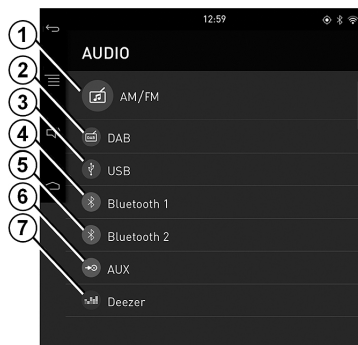 12:59
AUDIO
1
AM/FM
2
DAB
3
USB
4
Bluetooth 1
5
Bluetooth 2
6
AUX
7
Deezer